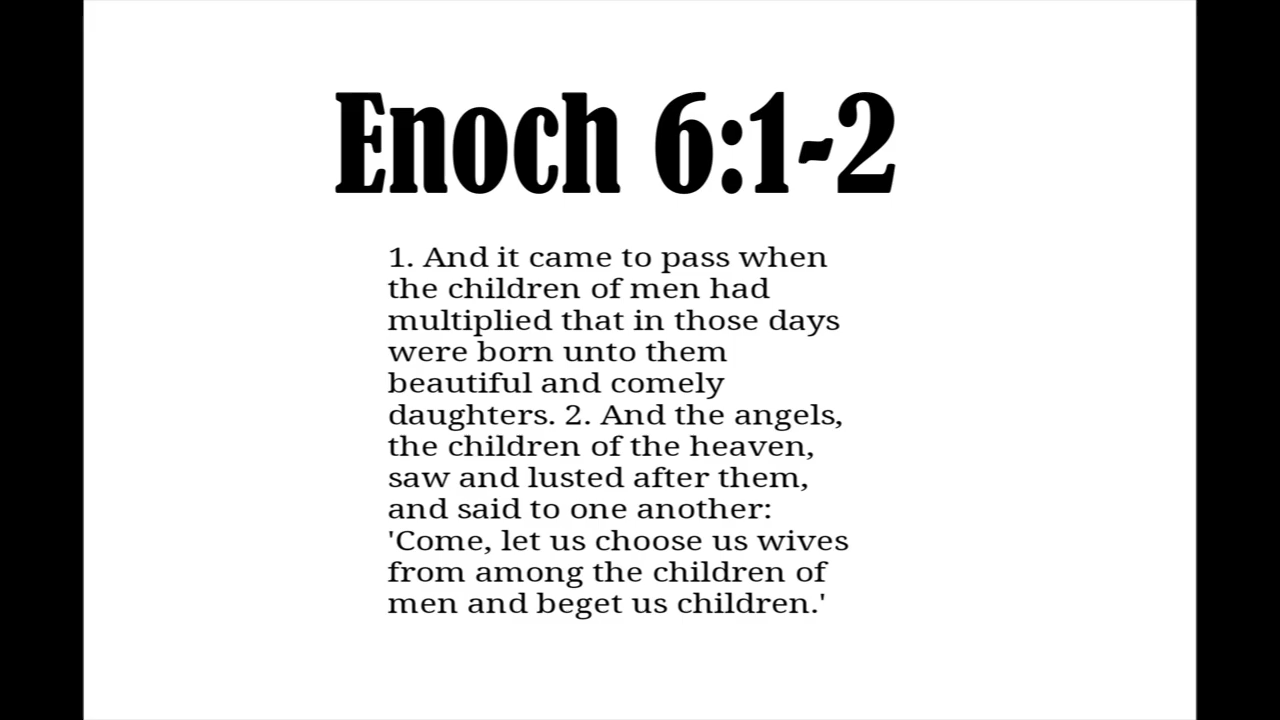 Enoch 6:1-2
1. And it came to pass when
the children of men had
multiplied that in those days
were born unto them
beautiful and comely
daughters. 2. And the angels,
the children of the heaven,
saw and lusted after them,
and said to one another:
'Come, let us choose us wives
from among the children of
men and beget us children.'